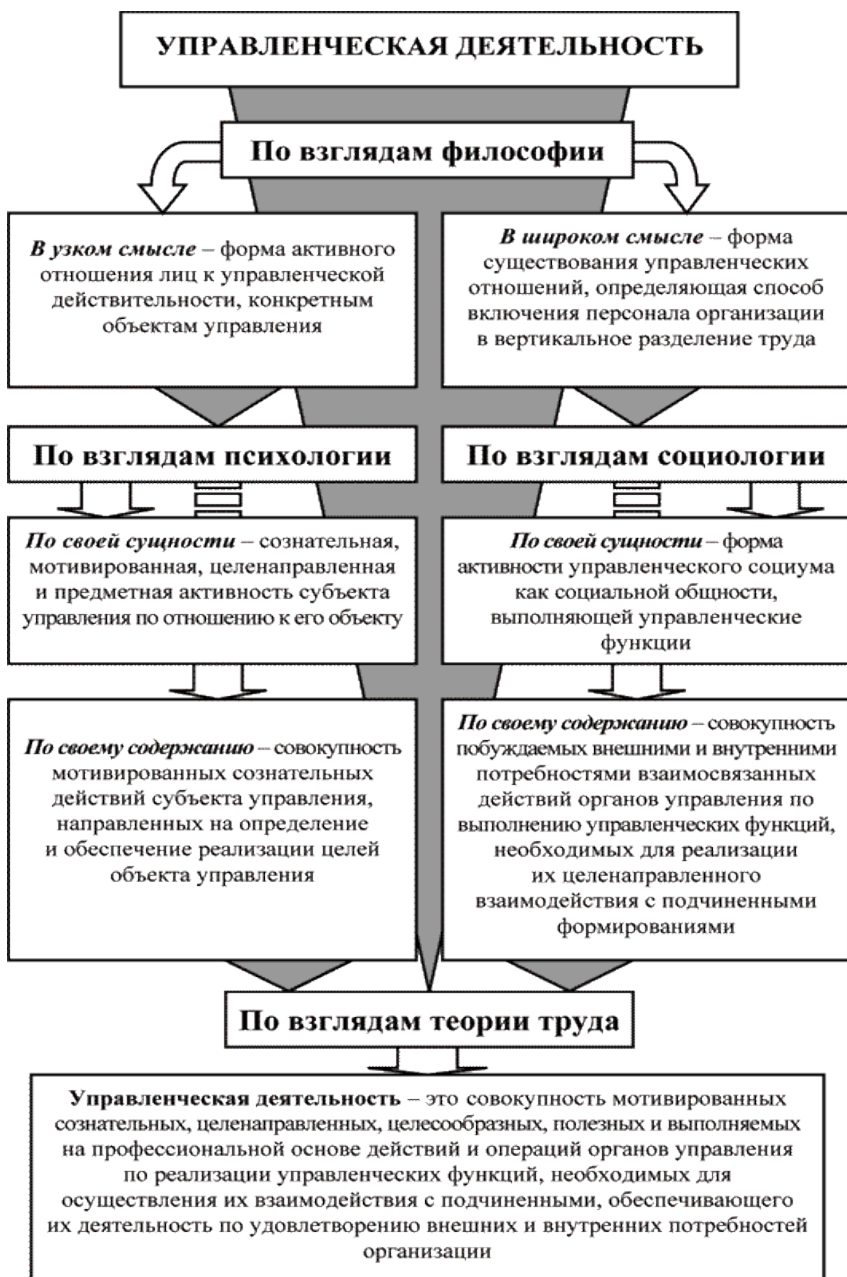 УПРАВЛЕНЧЕСКАЯ ДЕЯТЕЛЬНОСТЬ
По взглядам философии
В узком смысле – форма активного
отношения лиц к управленческой
действительности, конкретным
объектам управления
В широком смысле – форма
существования управленческих
отношений, определяющая способ
включения персонала организации
в вертикальное разделение труда
По взглядам психологии
По взглядам социологии
По своей сущности – сознательная,
мотивированная, целенаправленная
и предметная активность субъекта
управления по отношению к его объекту
По своей сущности – форма
активности управленческого социума
как социальной общности,
выполняющей управленческие
функции
По своему содержанию – совокупность
мотивированных сознательных
действий субъекта управления,
направленных на определение
и обеспечение реализации целей
объекта управления
По своему содержанию – совокупность
побуждаемых внешними и внутренними
потребностями взаимосвязанных
действий органов управления по
выполнению управленческих функций,
необходимых для реализации
их целенаправленного
взаимодействия с подчиненными
формированиями
По взглядам теории труда
Управленческая деятельность – это совокупность мотивированных
сознательных, целенаправленных, целесообразных, полезных и выполняемых
на профессиональной основе действий и операций органов управления
по реализации управленческих функций, необходимых для
осуществления их взаимодействия с подчиненными, обеспечивающего
их деятельность по удовлетворению внешних и внутренних потребностей
организации